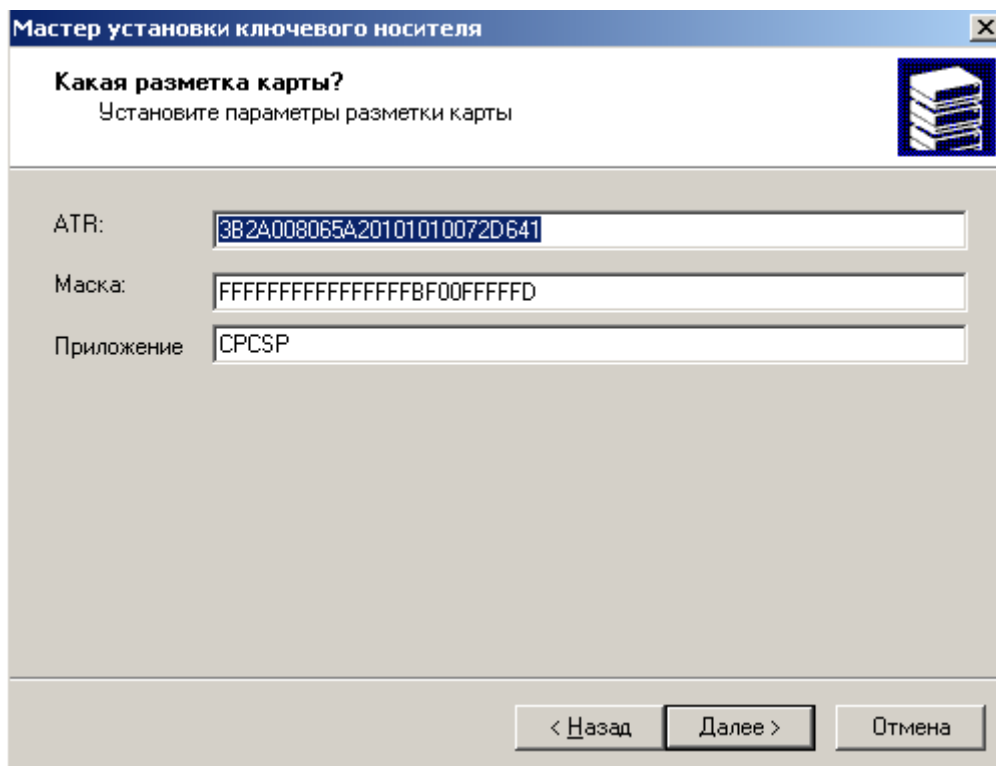 Мастер установки ключевого носителя
Какая разметка карты?
Установите параметры разметки карты
ATR: 3B2A008065A20101010072D641
Маска: FFFFFFFFFFFFFFFFBF00FFFFFD
Приложение CPCSP
< Назад Далее > Отмена